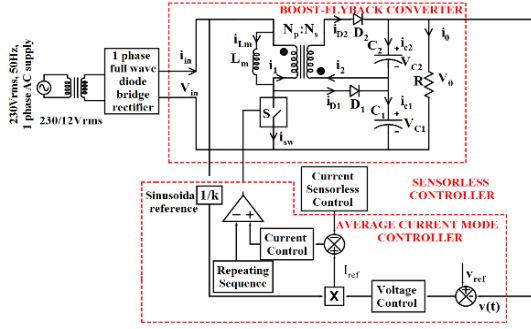 BOOST-FLYBACK CONVERTER
230Vrms, 50Hz,
1 phase AC supply
230/12Vrms
1 phase
full wave
diode
bridge
rectifier
i_in
V_in
i_Lm
L_m
N_p:N_s
i_1
i_2
i_D2
D_2
C_2
i_c2
V_C2
i_0
R
V_0
i_D1
D_1
C_1
i_c1
V_C1
S
i_sw
Sinusoida
reference
1/k
Current
Sensorless
Control
SENSORLESS
CONTROLLER
AVERAGE CURRENT MODE
CONTROLLER
Current
Control
Repeating
Sequence
I_ref
X
Voltage
Control
v_ref
v(t)